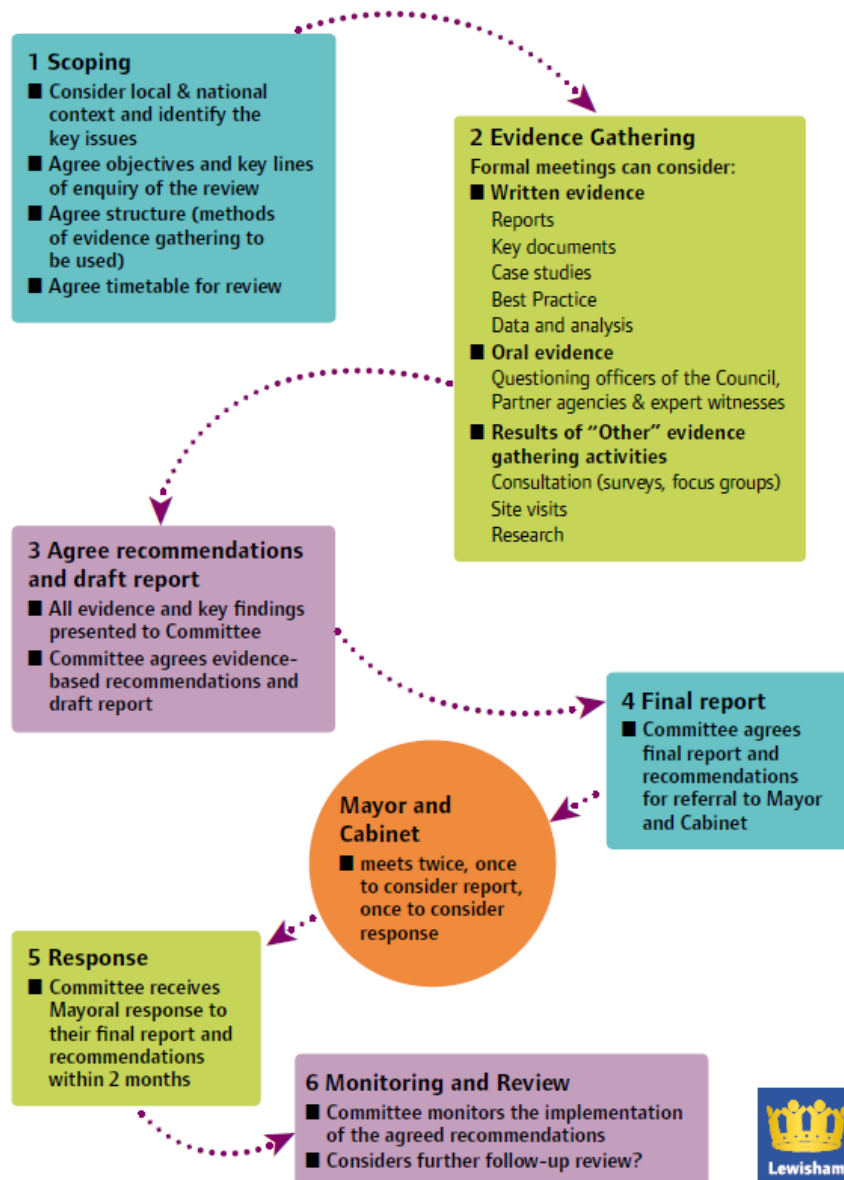 1 Scoping
■ Consider local & national
context and identify the
key issues
■ Agree objectives and key lines
of enquiry of the review
■ Agree structure (methods
of evidence gathering to
be used)
■ Agree timetable for review
2 Evidence Gathering
Formal meetings can consider:
■ Written evidence
Reports
Key documents
Case studies
Best Practice
Data and analysis
■ Oral evidence
Questioning officers of the Council,
Partner agencies & expert witnesses
■ Results of “Other” evidence
gathering activities
Consultation (surveys, focus groups)
Site visits
Research
3 Agree recommendations
and draft report
■ All evidence and key findings
presented to Committee
■ Committee agrees evidence-
based recommendations and
draft report
4 Final report
■ Committee agrees
final report and
recommendations
for referral to Mayor
and Cabinet
Mayor and
Cabinet
■ meets twice, once
to consider report,
once to consider
response
5 Response
■ Committee receives
Mayoral response to
their final report and
recommendations
within 2 months
6 Monitoring and Review
■ Committee monitors the implementation
of the agreed recommendations
■ Considers further follow-up review?
Lewisham